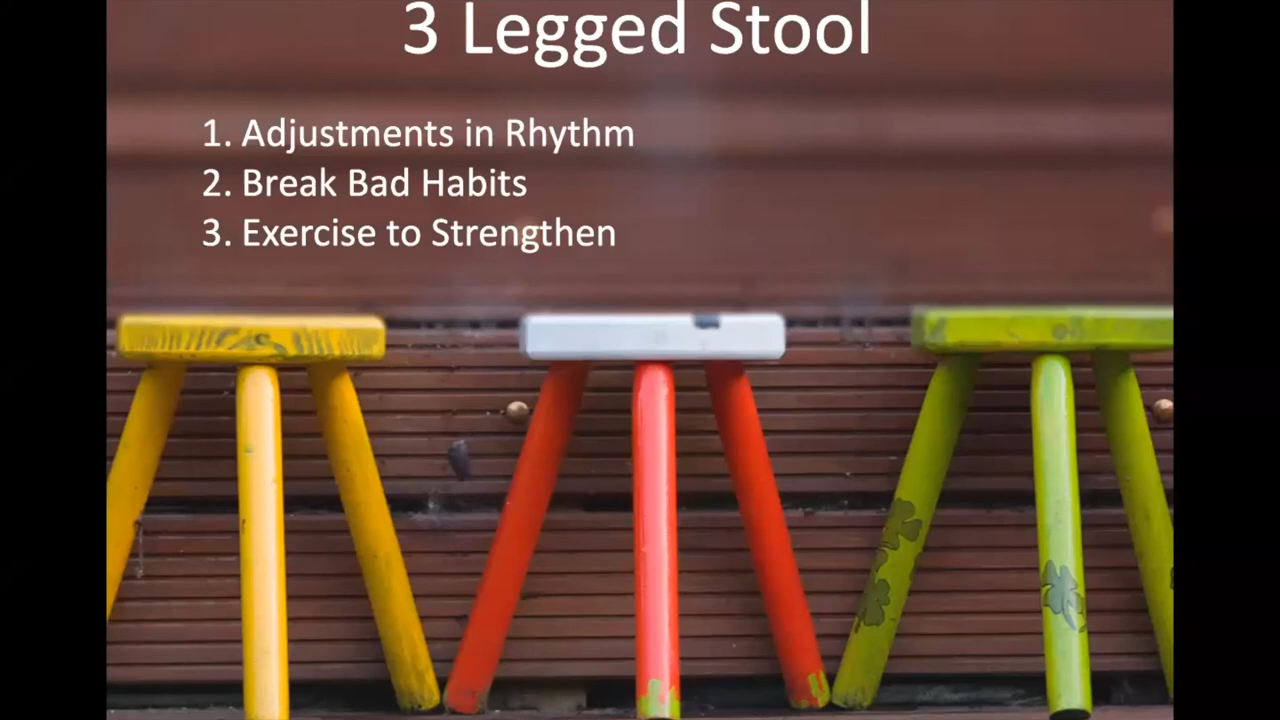 3 Legged Stool
1. Adjustments in Rhythm
2. Break Bad Habits
3. Exercise to Strengthen